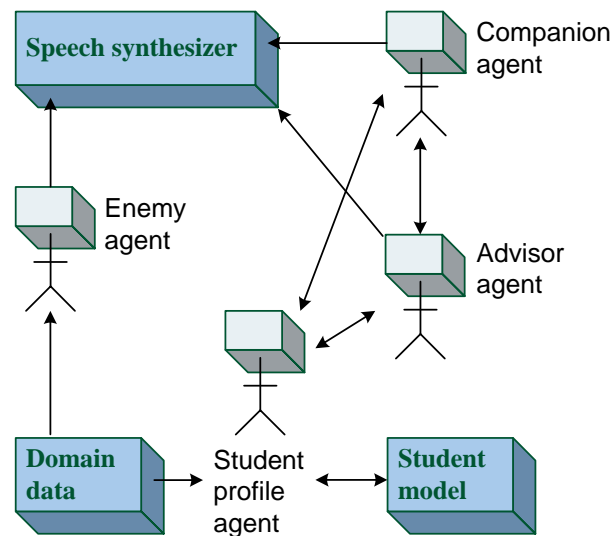 Speech synthesizer
Companion
agent
Enemy
agent
Advisor
agent
Domain
data
Student
profile
agent
Student
model